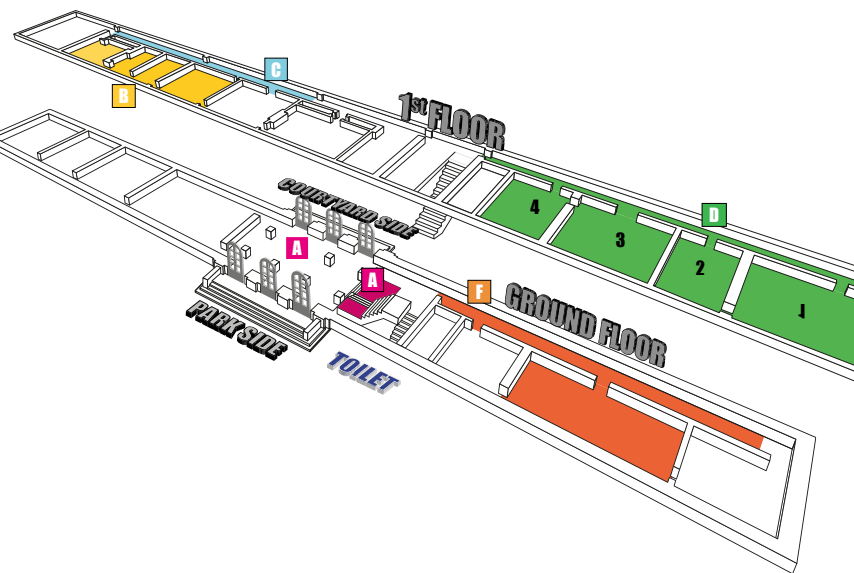 C
B
1st FLOOR
D
4
3
2
1
COURTYARD SIDE
A
A
F
GROUND FLOOR
PARK SIDE
TOILET